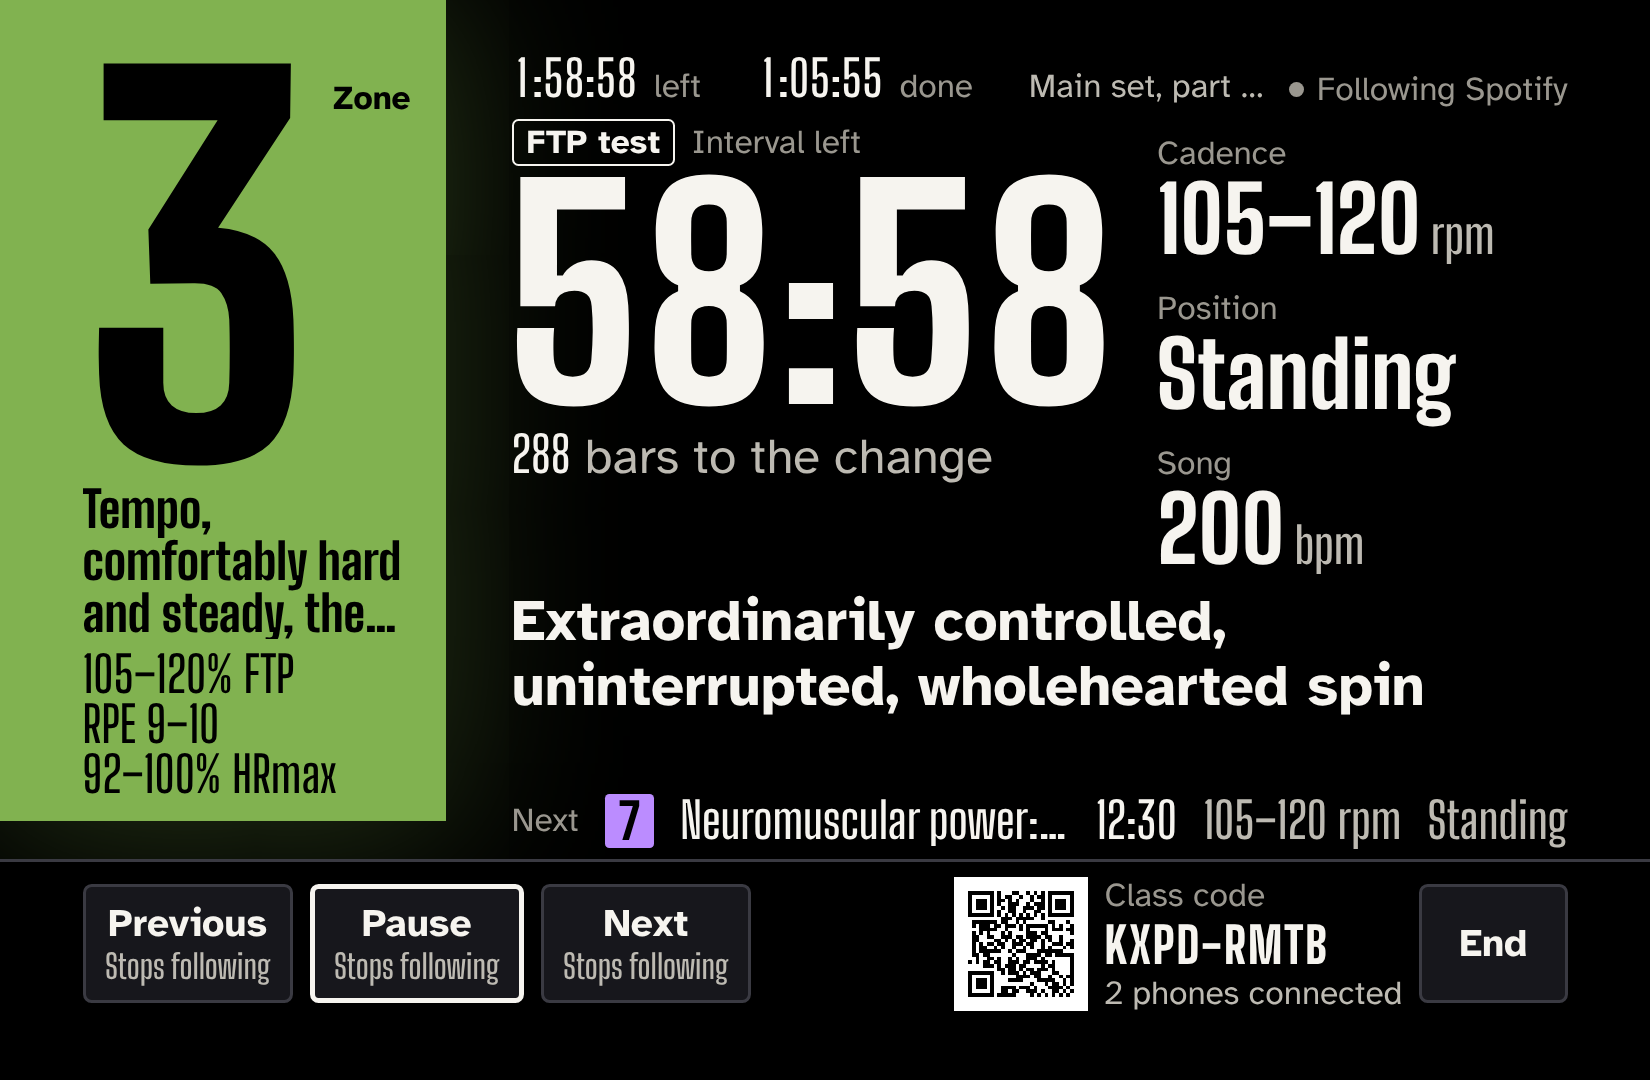 3 Zone
Tempo,
comfortably hard
and steady, the...
105–120% FTP
RPE 9–10
92–100% HRmax
1:58:58 left 1:05:55 done Main set, part ... Following Spotify
FTP test Interval left
58:58
288 bars to the change
Cadence
105–120 rpm
Position
Standing
Song
200 bpm
Extraordinarily controlled,
uninterrupted, wholehearted spin
Next 7 Neuromuscular power:... 12:30 105–120 rpm Standing
Previous
Stops following
Pause
Stops following
Next
Stops following
Class code
KXPD-RMTB
2 phones connected
End